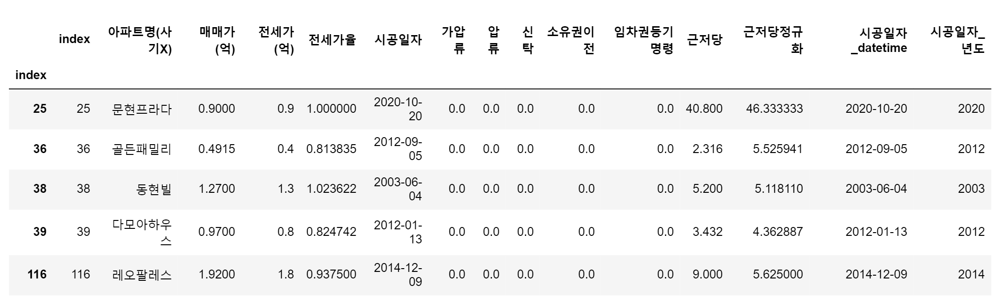 index 아파트명(사기X) 매매가(억) 전세가(억) 전세가율 시공일자 가압류 압류 신탁 소유권이전 임차권등기명령 근저당 근저당정규화 시공일자_datetime 시공일자_년도
index
25 25 문현프라다 0.9000 0.9 1.000000 2020-10-20 0.0 0.0 0.0 0.0 0.0 40.800 46.333333 2020-10-20 2020
36 36 골든패밀리 0.4915 0.4 0.813835 2012-09-05 0.0 0.0 0.0 0.0 0.0 2.316 5.525941 2012-09-05 2012
38 38 동현빌 1.2700 1.3 1.023622 2003-06-04 0.0 0.0 0.0 0.0 0.0 5.200 5.118110 2003-06-04 2003
39 39 다모아하우스 0.9700 0.8 0.824742 2012-01-13 0.0 0.0 0.0 0.0 0.0 3.432 4.362887 2012-01-13 2012
116 116 레오팔레스 1.9200 1.8 0.937500 2014-12-09 0.0 0.0 0.0 0.0 0.0 9.000 5.625000 2014-12-09 2014